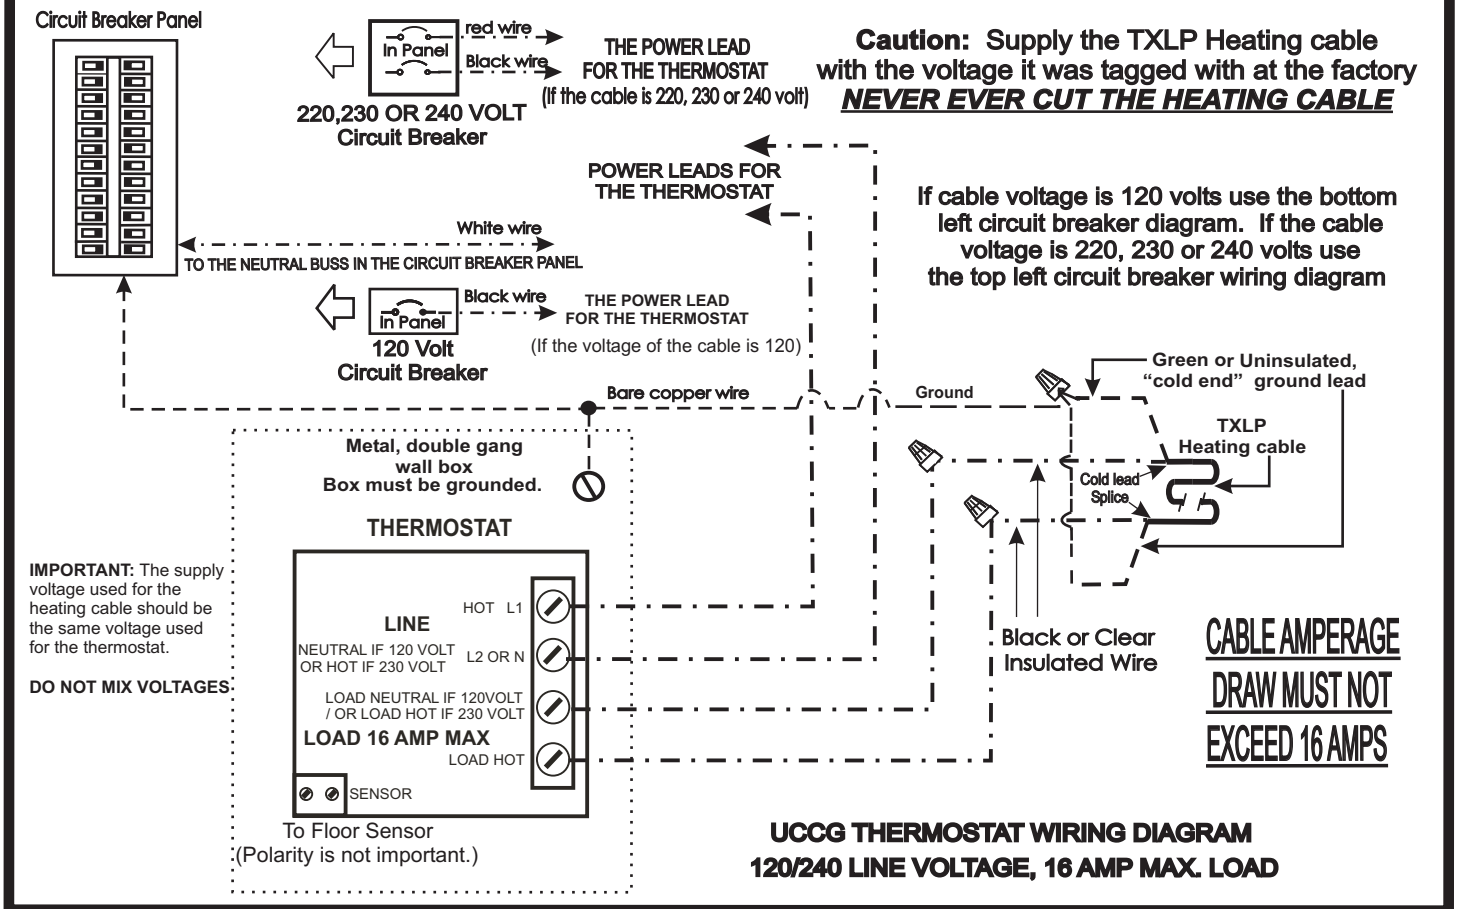 Circuit Breaker Panel
In Panel
red wire
Black wire
220,230 OR 240 VOLT
Circuit Breaker
THE POWER LEAD
FOR THE THERMOSTAT
(If the cable is 220, 230 or 240 volt)
Caution: Supply the TXLP Heating cable
with the voltage it was tagged with at the factory
NEVER EVER CUT THE HEATING CABLE
POWER LEADS FOR
THE THERMOSTAT
If cable voltage is 120 volts use the bottom
left circuit breaker diagram. If the cable
voltage is 220, 230 or 240 volts use
the top left circuit breaker wiring diagram
White wire
TO THE NEUTRAL BUSS IN THE CIRCUIT BREAKER PANEL
In Panel
Black wire
120 Volt
Circuit Breaker
THE POWER LEAD
FOR THE THERMOSTAT
(If the voltage of the cable is 120)
Bare copper wire
Ground
Green or Uninsulated,
“cold end” ground lead
TXLP
Heating cable
Cold lead
Splice
Metal, double gang
wall box
Box must be grounded.
THERMOSTAT
IMPORTANT: The supply
voltage used for the
heating cable should be
the same voltage used
for the thermostat.
DO NOT MIX VOLTAGES
HOT L1
LINE
NEUTRAL IF 120 VOLT
OR HOT IF 230 VOLT
L2 OR N
LOAD NEUTRAL IF 120VOLT
/ OR LOAD HOT IF 230 VOLT
LOAD 16 AMP MAX
LOAD HOT
SENSOR
To Floor Sensor
(Polarity is not important.)
Black or Clear
Insulated Wire
CABLE AMPERAGE
DRAW MUST NOT
EXCEED 16 AMPS
UCCG THERMOSTAT WIRING DIAGRAM
120/240 LINE VOLTAGE, 16 AMP MAX. LOAD